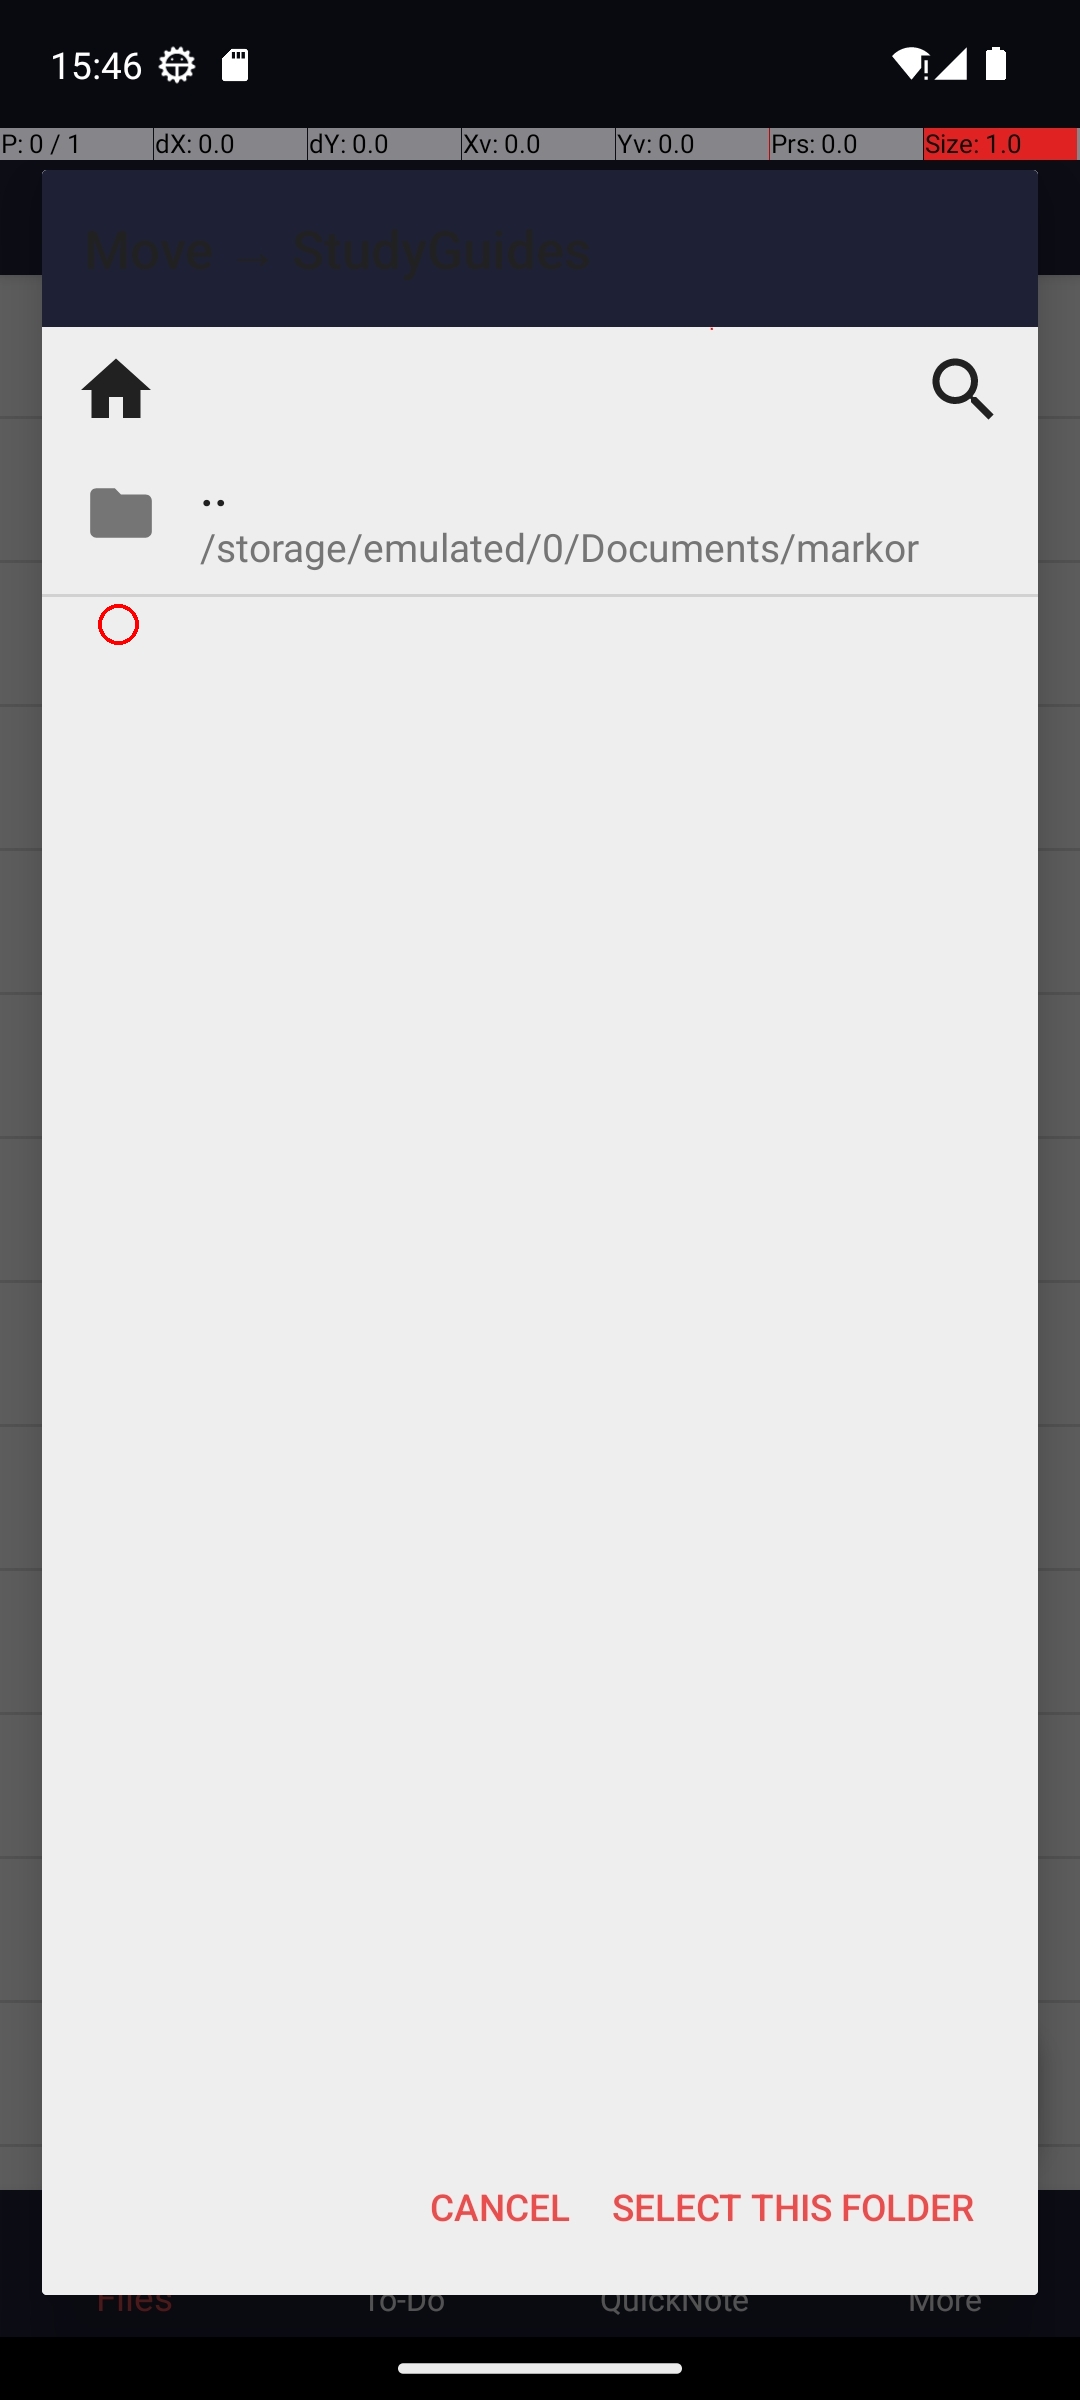 15:46
P: 0 / 1 dX: 0.0 dY: 0.0 Xv: 0.0 Yv: 0.0 Prs: 0.0 Size: 1.0
Move → StudyGuides
..
/storage/emulated/0/Documents/markor
CANCEL SELECT THIS FOLDER
Files To-Do QuickNote More